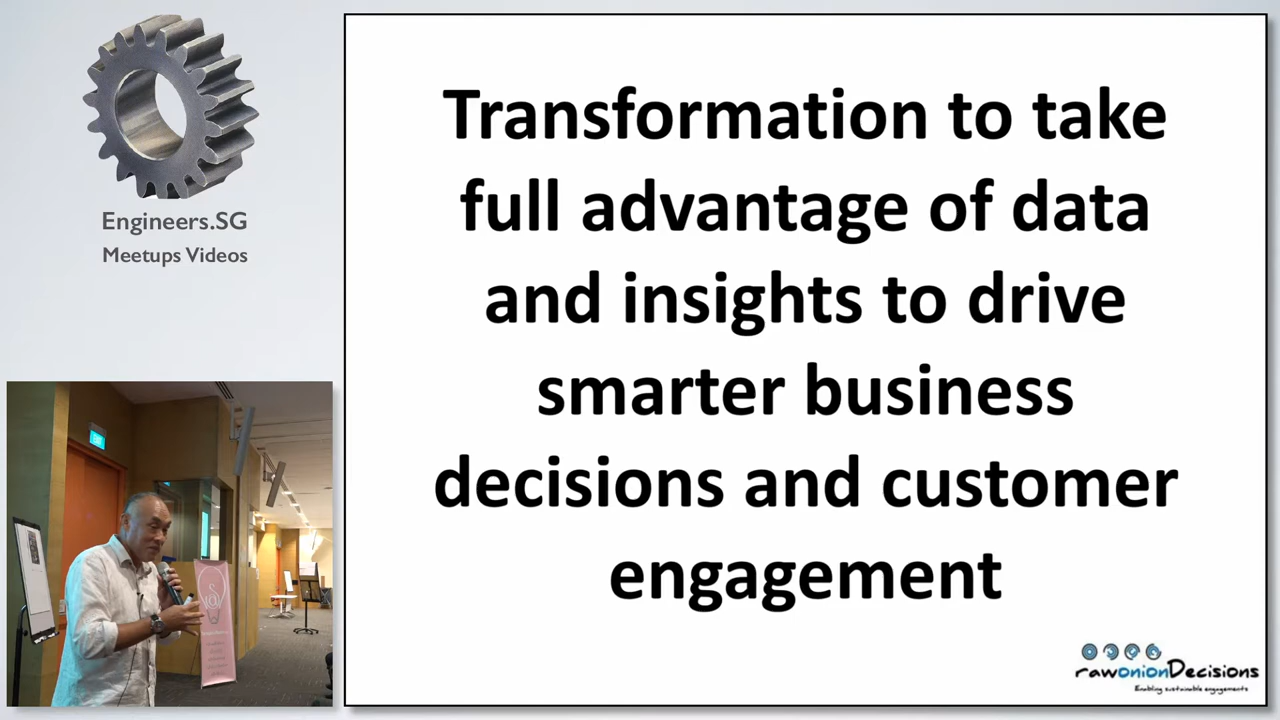 Engineers.SG
Meetups Videos
Transformation to take
full advantage of data
and insights to drive
smarter business
decisions and customer
engagement
rawonionDecisions
Enabling sustainable engagements
EXIT